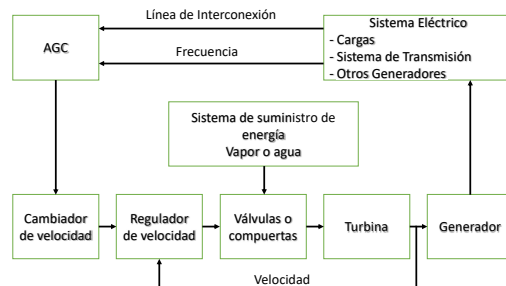 Línea de Interconexión
Sistema Eléctrico
- Cargas
- Sistema de Transmisión
- Otros Generadores
AGC
Frecuencia
Sistema de suministro de
energía
Vapor o agua
Cambiador
de velocidad
Regulador
de velocidad
Válvulas o
compuertas
Turbina
Generador
Velocidad